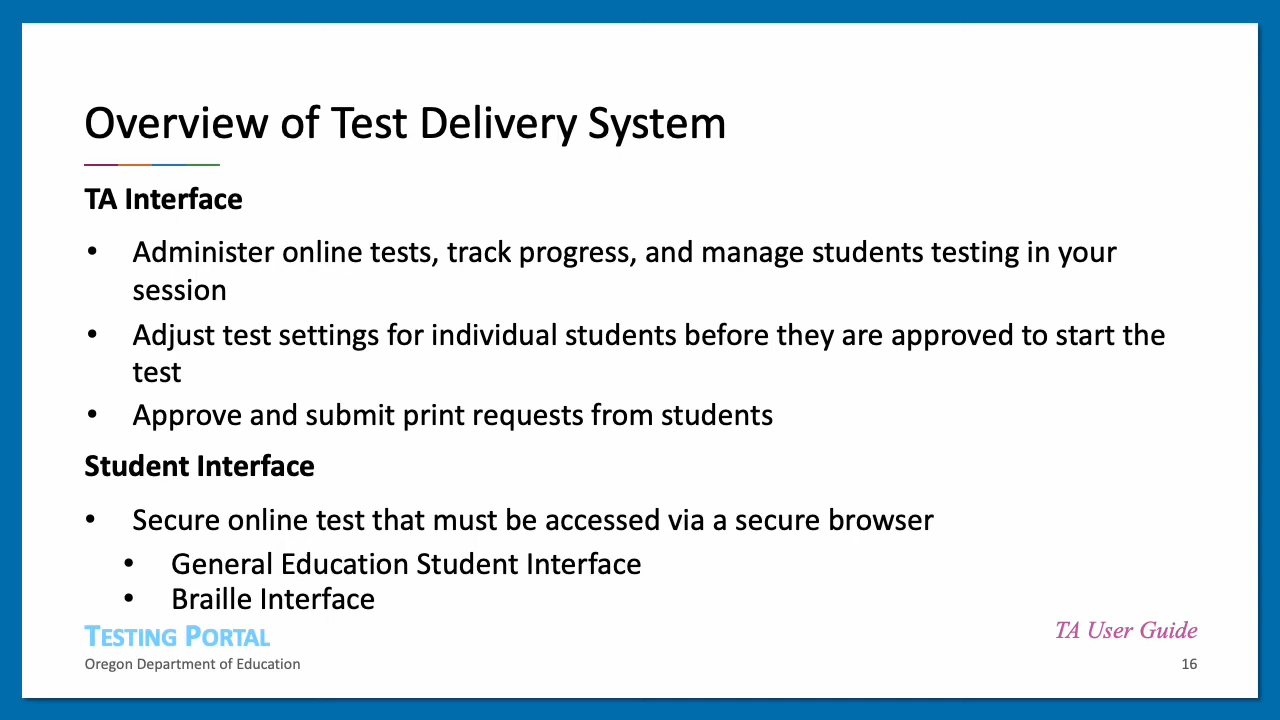 Overview of Test Delivery System
TA Interface
• Administer online tests, track progress, and manage students testing in your
session
• Adjust test settings for individual students before they are approved to start the
test
• Approve and submit print requests from students
Student Interface
• Secure online test that must be accessed via a secure browser
• General Education Student Interface
• Braille Interface
TESTING PORTAL
TA User Guide
Oregon Department of Education
16